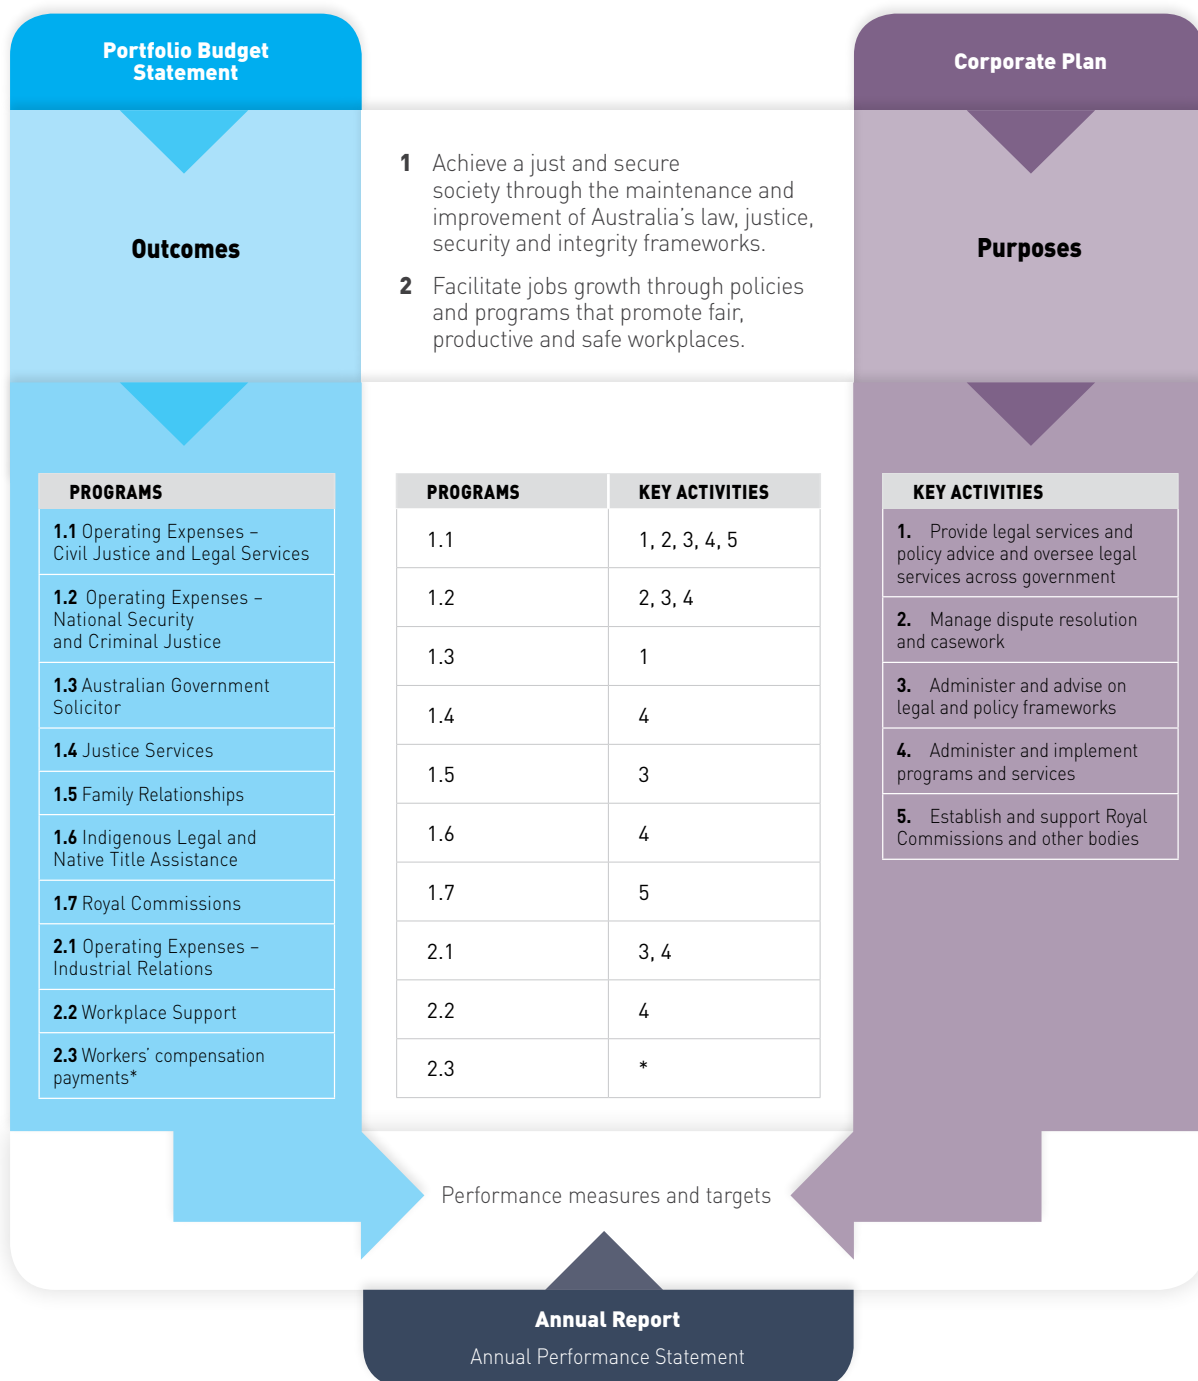 Portfolio Budget
Statement
Corporate Plan
Outcomes
1 Achieve a just and secure
society through the maintenance and
improvement of Australia’s law, justice,
security and integrity frameworks.
2 Facilitate jobs growth through policies
and programs that promote fair,
productive and safe workplaces.
Purposes
PROGRAMS
1.1 Operating Expenses –
Civil Justice and Legal Services
1.2 Operating Expenses –
National Security
and Criminal Justice
1.3 Australian Government
Solicitor
1.4 Justice Services
1.5 Family Relationships
1.6 Indigenous Legal and
Native Title Assistance
1.7 Royal Commissions
2.1 Operating Expenses –
Industrial Relations
2.2 Workplace Support
2.3 Workers’ compensation
payments*
PROGRAMS KEY ACTIVITIES
1.1 1, 2, 3, 4, 5
1.2 2, 3, 4
1.3 1
1.4 4
1.5 3
1.6 4
1.7 5
2.1 3, 4
2.2 4
2.3 *
KEY ACTIVITIES
1. Provide legal services and
policy advice and oversee legal
services across government
2. Manage dispute resolution
and casework
3. Administer and advise on
legal and policy frameworks
4. Administer and implement
programs and services
5. Establish and support Royal
Commissions and other bodies
Performance measures and targets
Annual Report
Annual Performance Statement